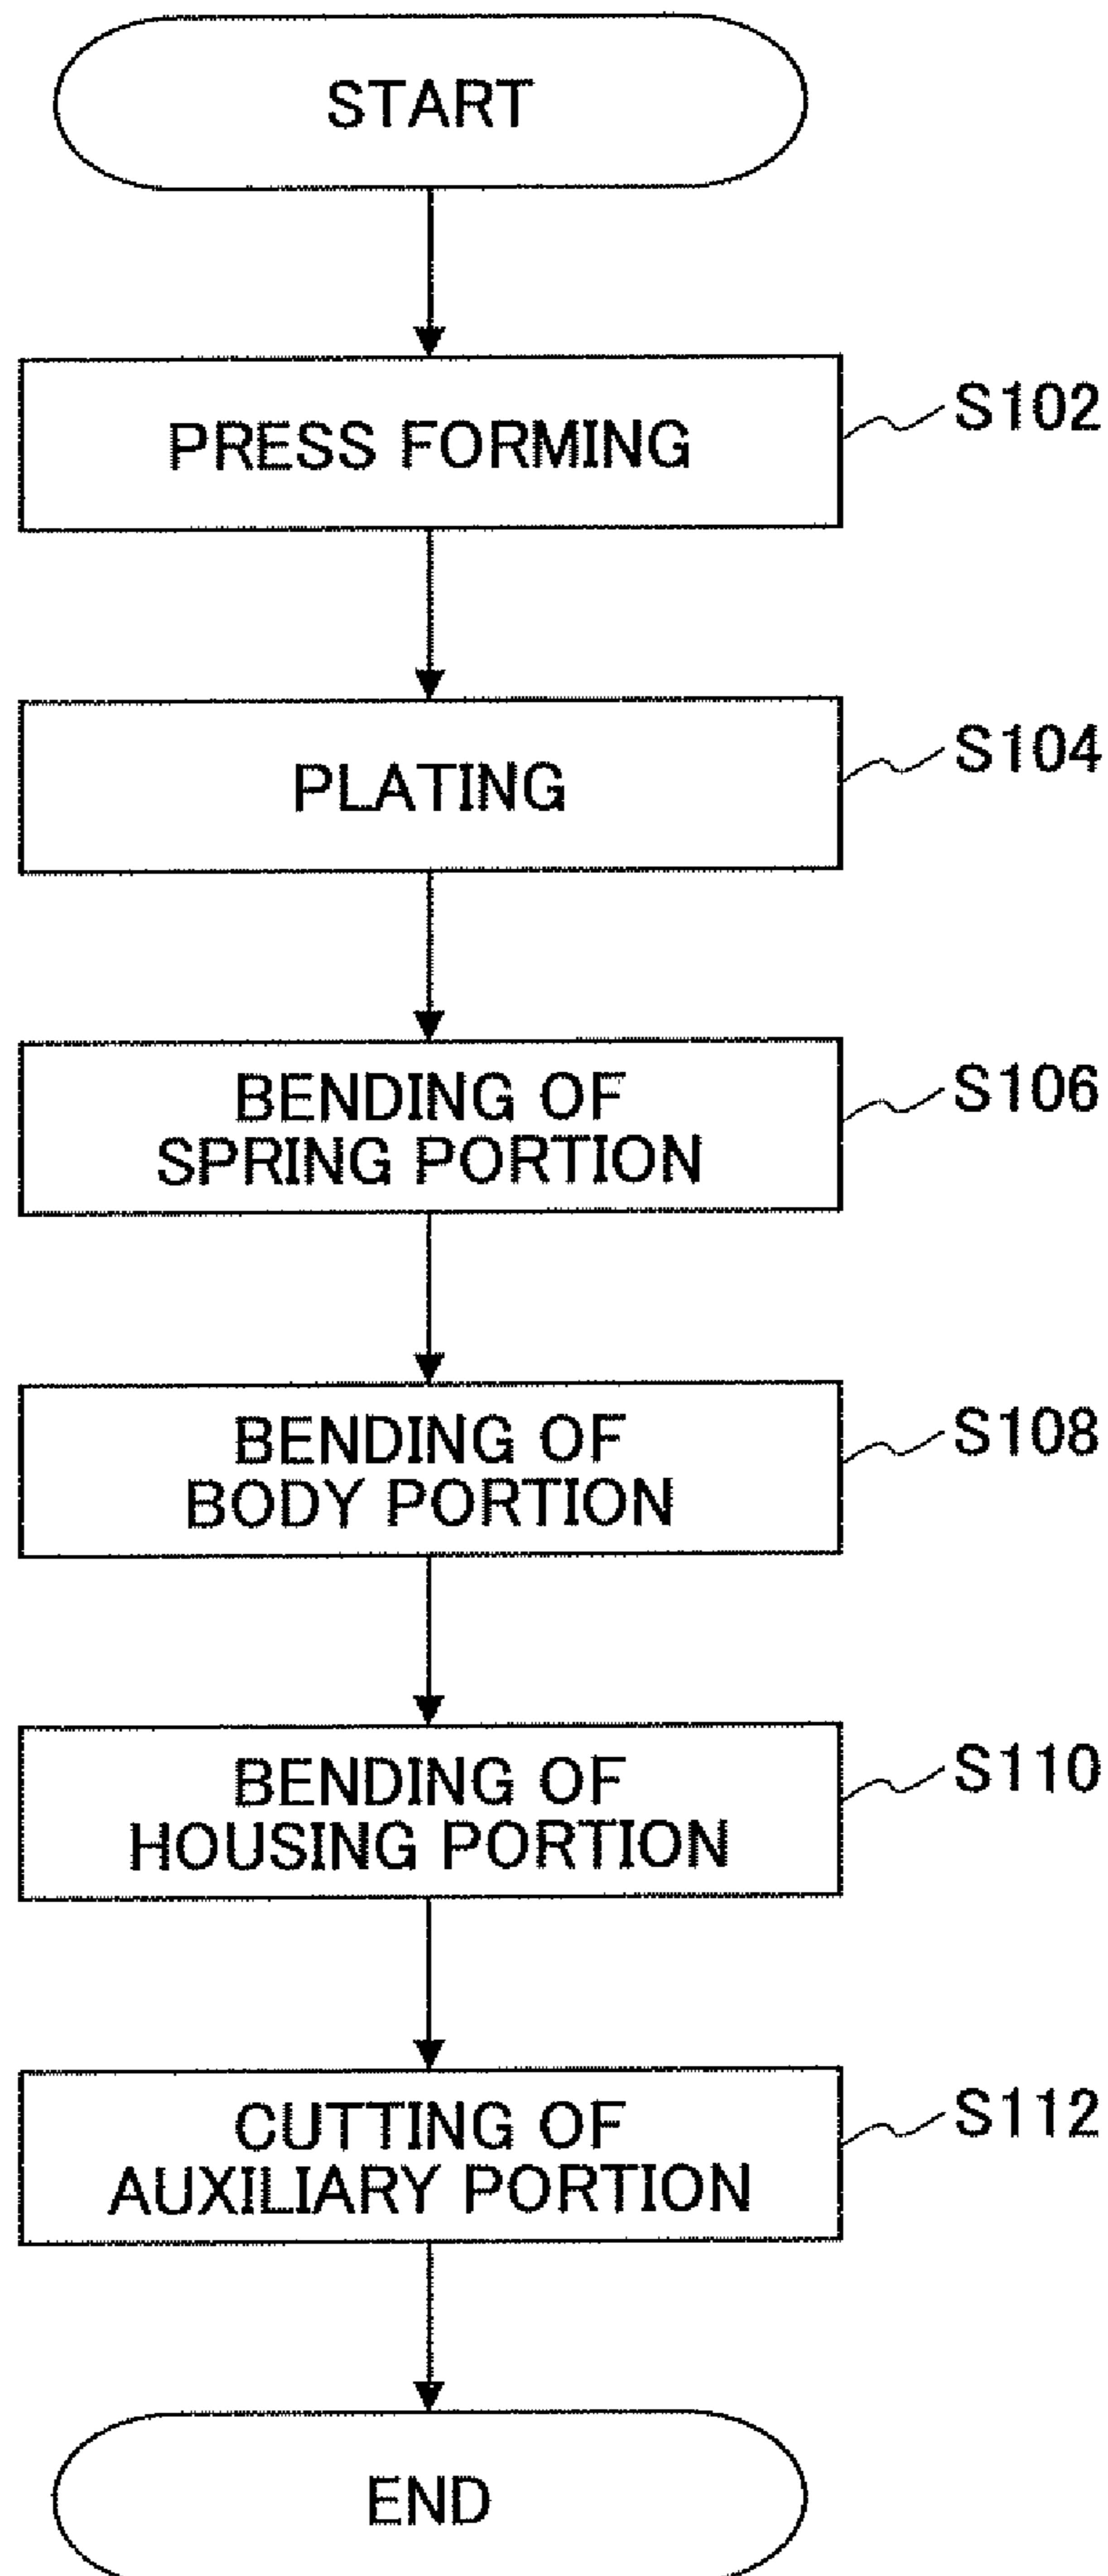 START
PRESS FORMING
S102
PLATING
S104
BENDING OF
SPRING PORTION
S106
BENDING OF
BODY PORTION
S108
BENDING OF
HOUSING PORTION
S110
CUTTING OF
AUXILIARY PORTION
S112
END